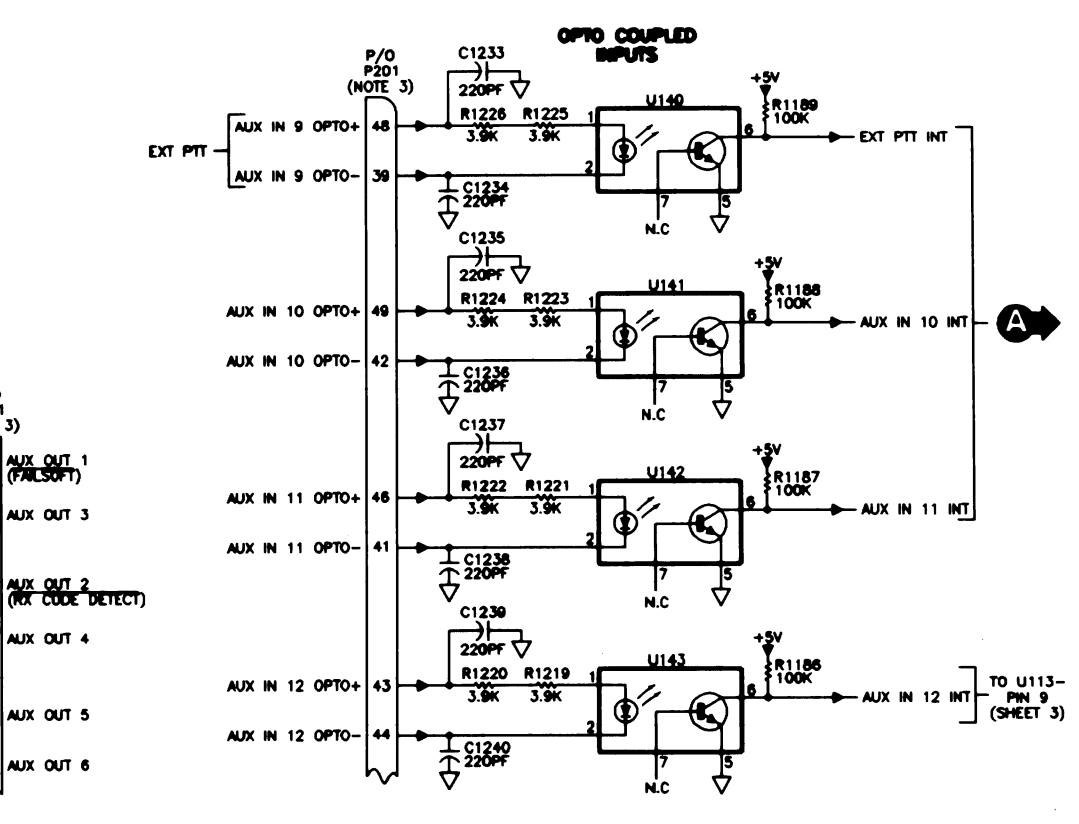 OPTO COUPLED
INPUTS
P/O
P201
(NOTE 3)
C1233
220PF
R1226
3.9K
R1225
3.9K
U140
+5V
R1189
100K
EXT PTT
AUX IN 9 OPTO+
48
1
6
EXT PTT INT
AUX IN 9 OPTO-
39
2
C1234
220PF
7
5
N.C
C1235
220PF
R1224
3.9K
R1223
3.9K
U141
+5V
R1188
100K
AUX IN 10 OPTO+
49
1
6
AUX IN 10 INT
A
AUX IN 10 OPTO-
42
2
C1236
220PF
7
5
N.C
3)
C1237
220PF
R1222
3.9K
R1221
3.9K
U142
+5V
R1187
100K
AUX OUT 1
(FAILSOFT)
AUX IN 11 OPTO+
46
1
6
AUX IN 11 INT
AUX OUT 3
AUX IN 11 OPTO-
41
2
C1238
220PF
7
5
N.C
AUX OUT 2
(RX CODE DETECT)
C1239
220PF
R1220
3.9K
R1219
3.9K
U143
+5V
R1186
100K
AUX OUT 4
AUX IN 12 OPTO+
43
1
6
AUX IN 12 INT
TO U113-
PIN 9
(SHEET 3)
AUX OUT 5
AUX IN 12 OPTO-
44
2
C1240
220PF
7
5
N.C
AUX OUT 6